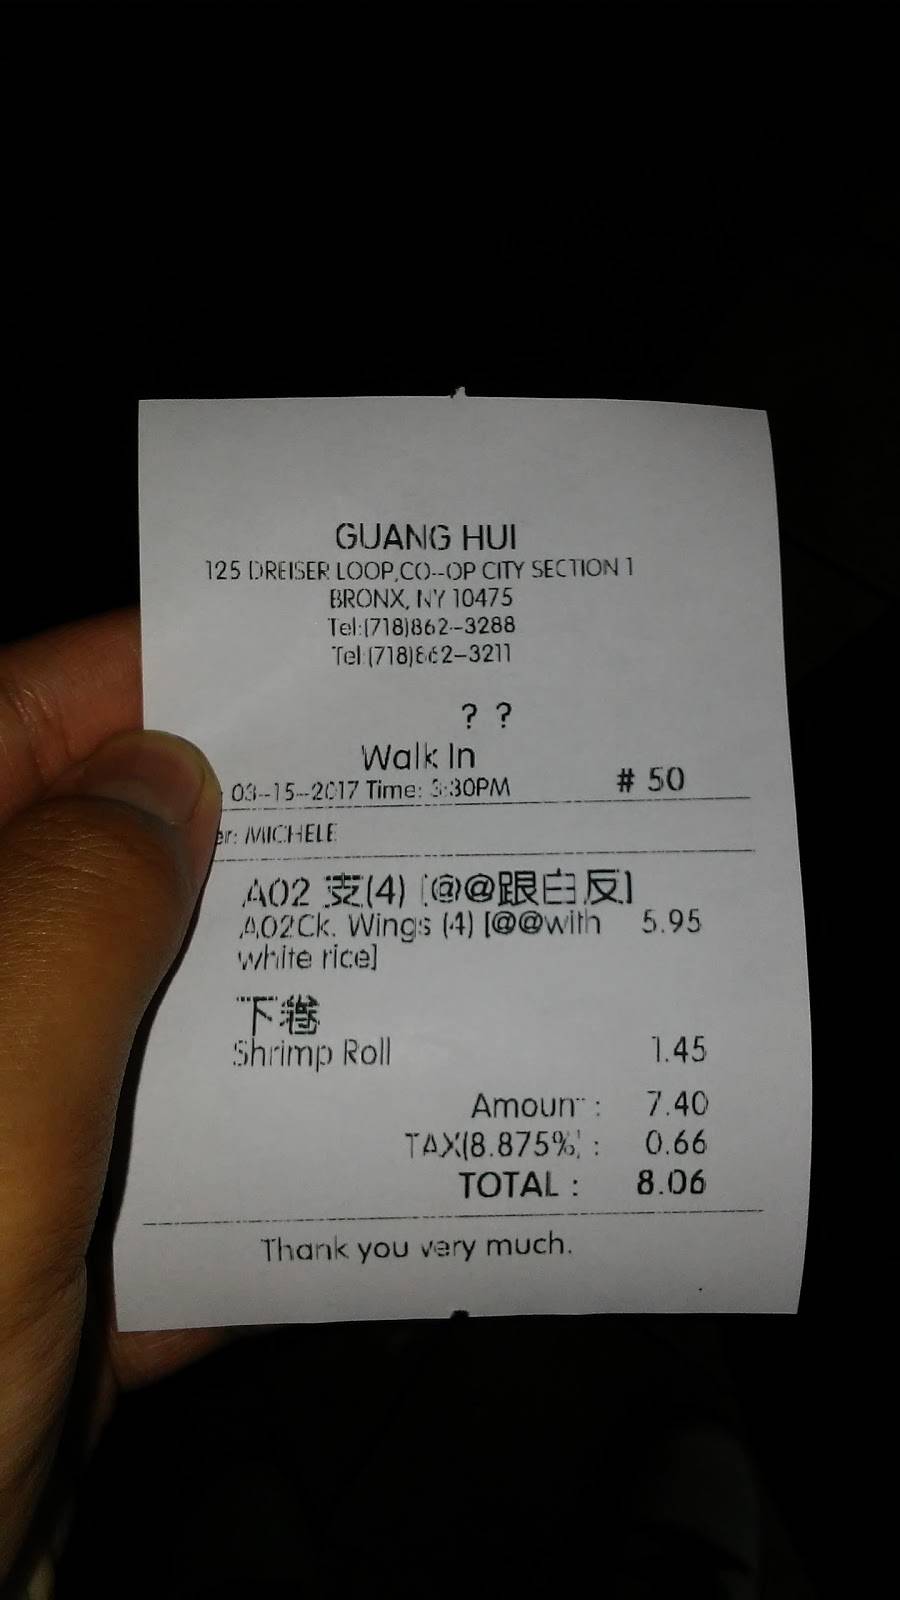 GUANG HUI
125 DREISER LOOP,CO--OP CITY SECTION 1
BRONX, NY 10475
Tel:(718)862-3288
Tel:(718)862-3211
? ?
Walk In
: 03-15-2017 Time: 3:30PM # 50
er: MICHELE
A02 支(4) [@@跟白反]
A02Ck. Wings (4) [@@with 5.95
white rice]
下卷
Shrimp Roll 1.45
Amount : 7.40
TAX(8.875%) : 0.66
TOTAL : 8.06
Thank you very much.